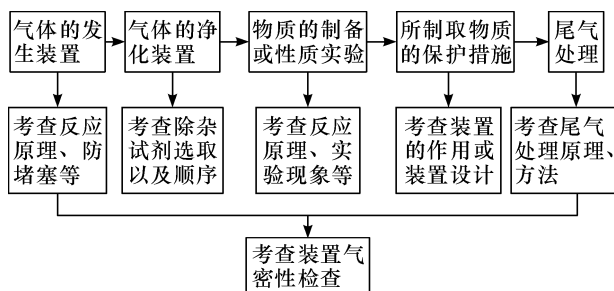 气体的发
生装置
气体的净
化装置
物质的制备
或性质实验
所制取物质
的保护措施
尾气
处理
考查反应
原理、防
堵塞等
考查除杂
试剂选取
以及顺序
考查反应
原理、实
验现象等
考查装置
的作用或
装置设计
考查尾气
处理原理、
方法
考查装置气
密性检查